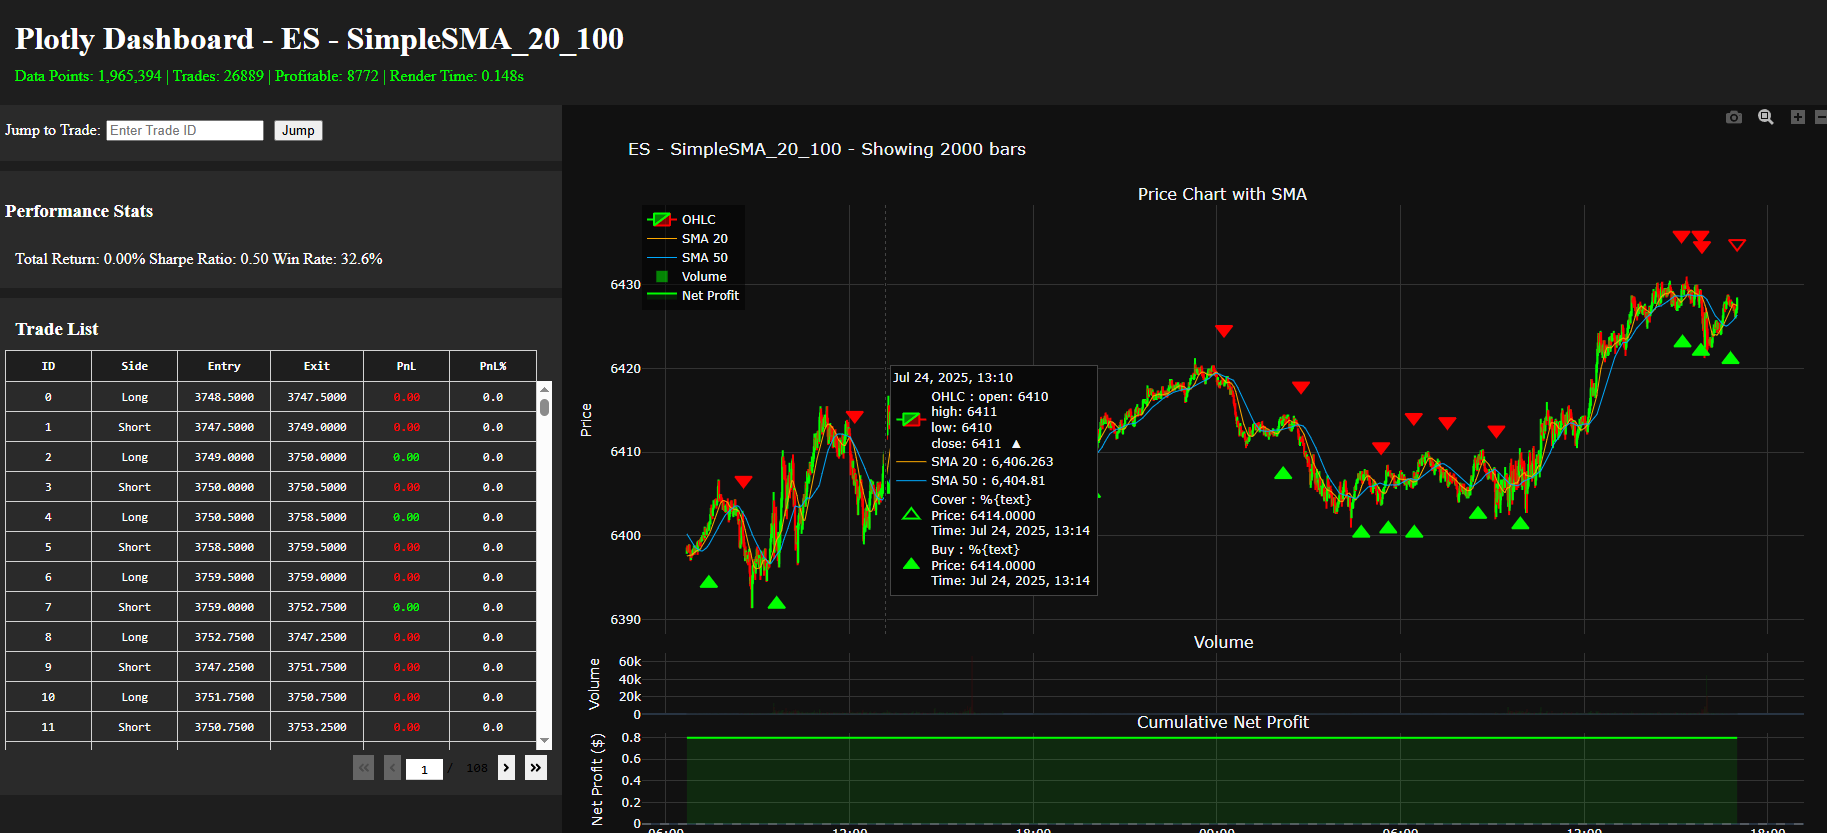 Plotly Dashboard - ES - SimpleSMA_20_100
Data Points: 1,965,394 | Trades: 26889 | Profitable: 8772 | Render Time: 0.148s
Jump to Trade: Enter Trade ID Jump
Performance Stats
Total Return: 0.00% Sharpe Ratio: 0.50 Win Rate: 32.6%
Trade List
ID Side Entry Exit PnL PnL%
0 Long 3748.5000 3747.5000 0.00 0.0
1 Short 3747.5000 3749.0000 0.00 0.0
2 Long 3749.0000 3750.0000 0.00 0.0
3 Short 3750.0000 3750.5000 0.00 0.0
4 Long 3750.5000 3758.5000 0.00 0.0
5 Short 3758.5000 3759.5000 0.00 0.0
6 Long 3759.5000 3759.0000 0.00 0.0
7 Short 3759.0000 3752.7500 0.00 0.0
8 Long 3752.7500 3747.2500 0.00 0.0
9 Short 3747.2500 3751.7500 0.00 0.0
10 Long 3751.7500 3750.7500 0.00 0.0
11 Short 3750.7500 3753.2500 0.00 0.0
« ‹ 1 / 108 › »
ES - SimpleSMA_20_100 - Showing 2000 bars
Price Chart with SMA
OHLC
SMA 20
SMA 50
Volume
Net Profit
Price
6430
6420
6410
6400
6390
Jul 24, 2025, 13:10
OHLC : open: 6410
high: 6411
low: 6410
close: 6411 ▲
SMA 20 : 6,406.263
SMA 50 : 6,404.81
Cover : %{text}
Price: 6414.0000
Time: Jul 24, 2025, 13:14
Buy : %{text}
Price: 6414.0000
Time: Jul 24, 2025, 13:14
Volume
Volume
60k
40k
20k
0
Cumulative Net Profit
Net Profit ($)
0.8
0.6
0.4
0.2
0
06:00 12:00 18:00 00:00 06:00 12:00 18:00